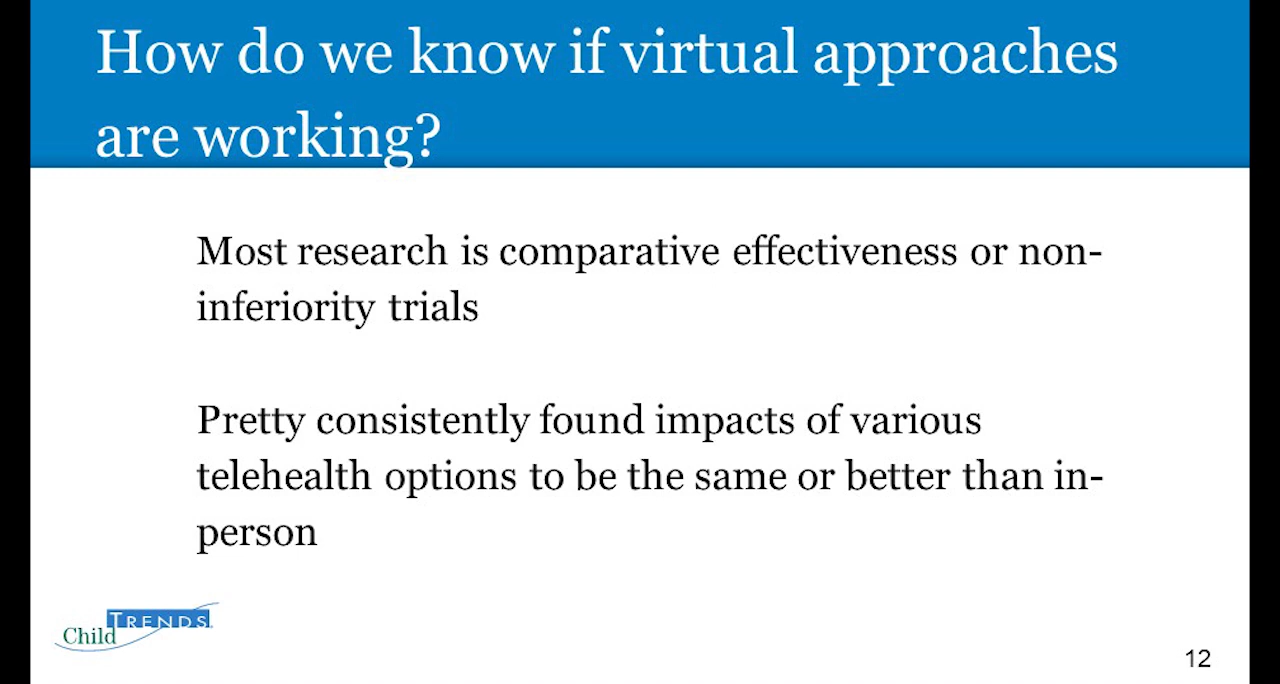 How do we know if virtual approaches
are working?
Most research is comparative effectiveness or non-
inferiority trials
Pretty consistently found impacts of various
telehealth options to be the same or better than in-
person
Child TRENDS
12